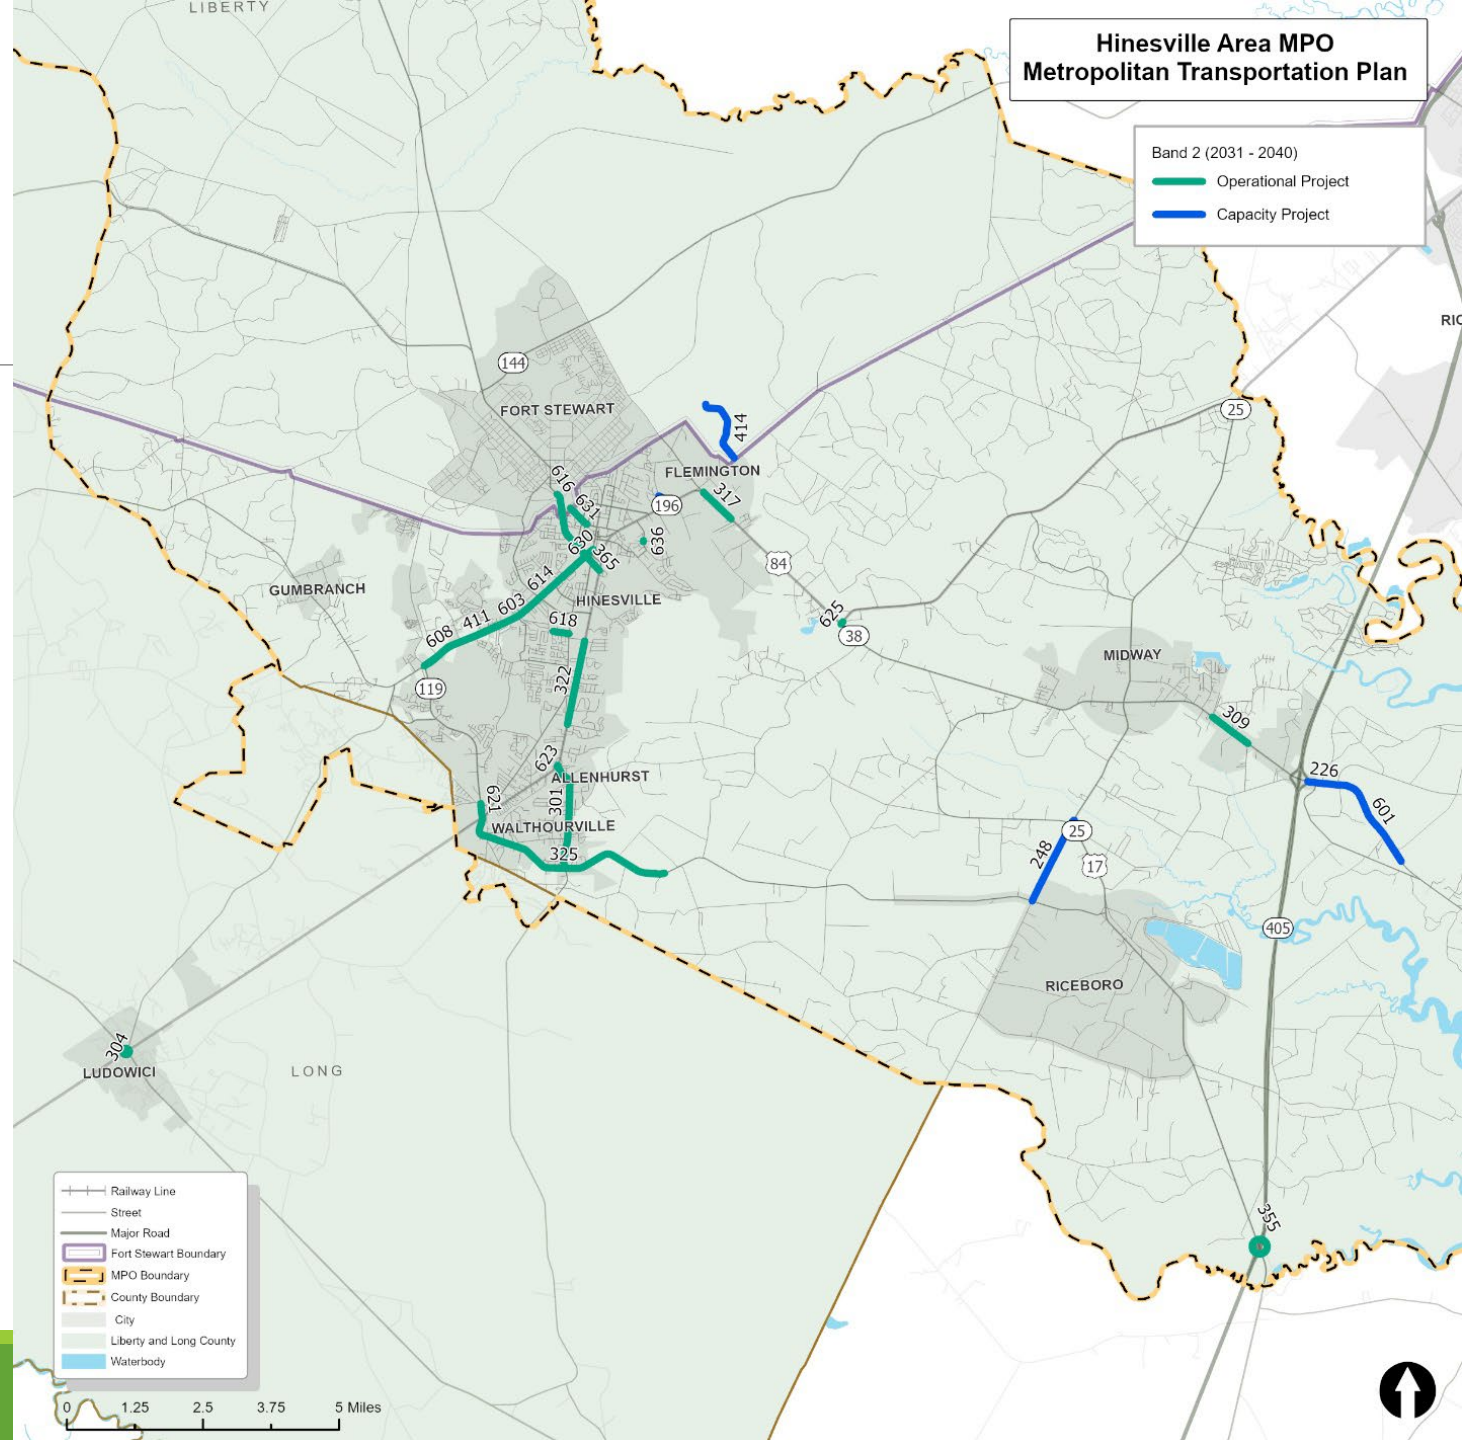 LIBERTY
Hinesville Area MPO
Metropolitan Transportation Plan
Band 2 (2031 - 2040)
Operational Project
Capacity Project
RIC
144
FORT STEWART
25
414
FLEMINGTON
616
631
196
317
636
630
365
84
GUMBRANCH
614
603
HINESVILLE
411
608
618
625
38
119
322
MIDWAY
309
623
ALLENHURST
226
621
301
601
WALTHOURVILLE
325
25
248
17
405
RICEBORO
304
LUDOWICI
LONG
355
Railway Line
Street
Major Road
Fort Stewart Boundary
MPO Boundary
County Boundary
City
Liberty and Long County
Waterbody
0 1.25 2.5 3.75 5 Miles